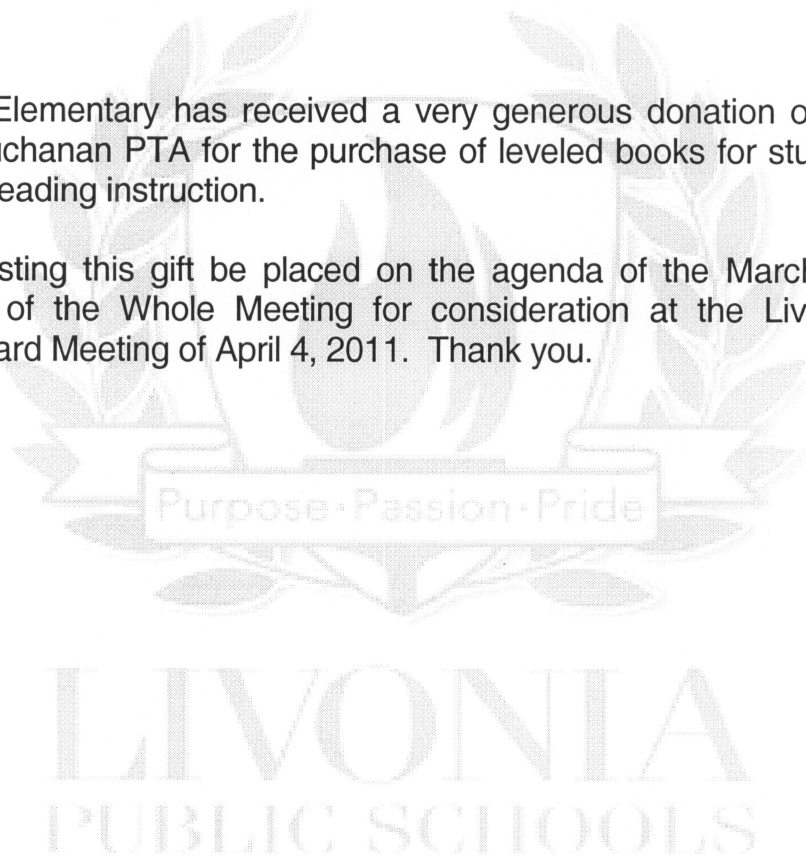 Elementary has received a very generous donation o
uchanan PTA for the purchase of leveled books for stu
eading instruction.
sting this gift be placed on the agenda of the March
of the Whole Meeting for consideration at the Liv
ard Meeting of April 4, 2011. Thank you.
Purpose · Passion · Pride
LIVONIA
PUBLIC SCHOOLS